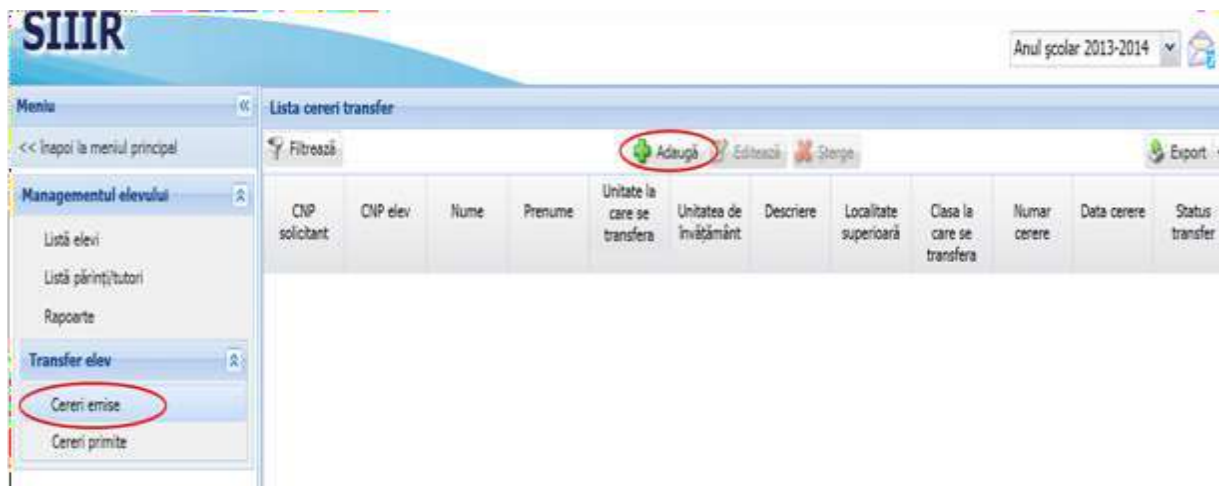 SIIIR
Anul școlar 2013-2014
Meniu
<< Înapoi la meniul principal
Managementul elevului
Listă elevi
Listă părinți/tutori
Rapoarte
Transfer elev
Cereri emise
Cereri primite
Lista cereri transfer
Filtrează
Adaugă
Editează
Șterge
Export
CNP solicitant
CNP elev
Nume
Prenume
Unitate la care se transfera
Unitatea de învățământ
Descriere
Localitate superioară
Clasa la care se transfera
Numar cerere
Data cerere
Status transfer